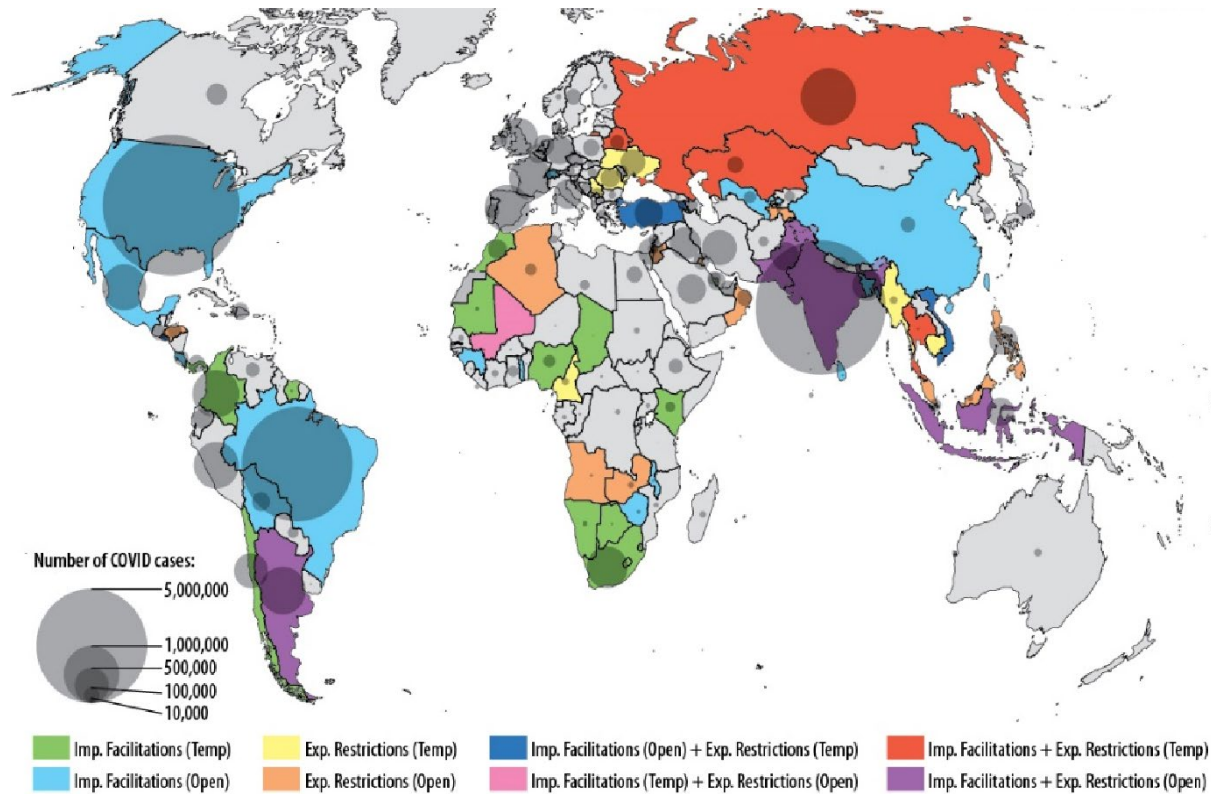 Number of COVID cases:
5,000,000
1,000,000
500,000
100,000
10,000
Imp. Facilitations (Temp)
Exp. Restrictions (Temp)
Imp. Facilitations (Open) + Exp. Restrictions (Temp)
Imp. Facilitations + Exp. Restrictions (Temp)
Imp. Facilitations (Open)
Exp. Restrictions (Open)
Imp. Facilitations (Temp) + Exp. Restrictions (Open)
Imp. Facilitations + Exp. Restrictions (Open)